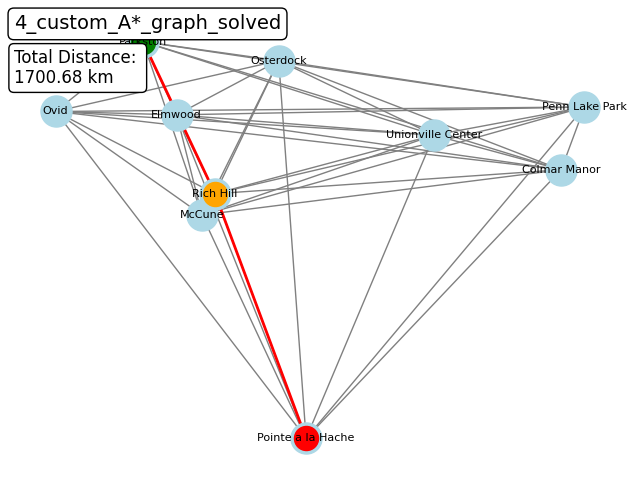 4_custom_A*_graph_solved
Parkston
Total Distance:
1700.68 km
Osterdock
Ovid
Elmwood
Penn Lake Park
Unionville Center
Colmar Manor
Rich Hill
McCune
Pointe a la Hache